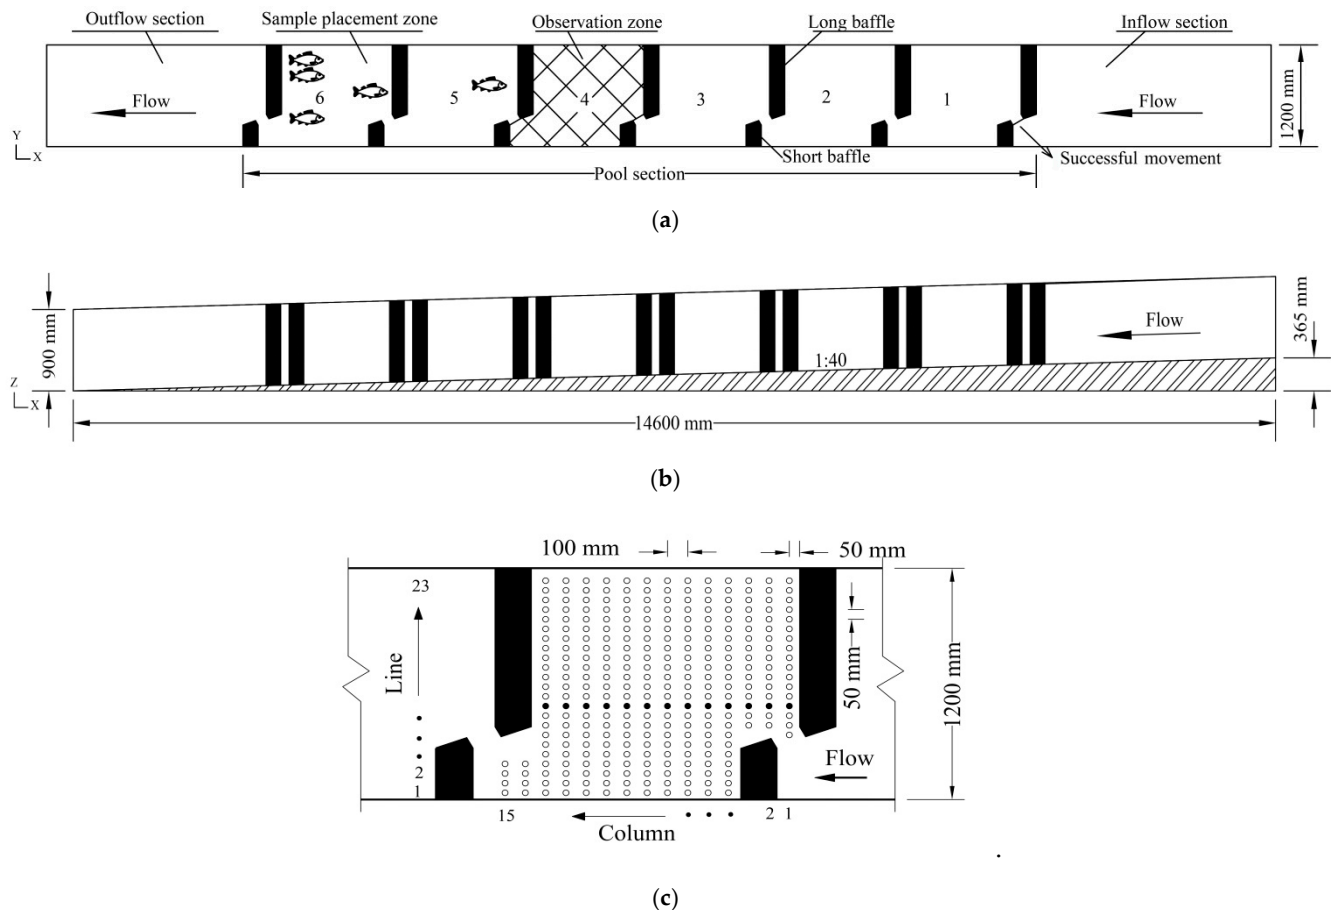 Outflow section
Sample placement zone
Observation zone
Long baffle
Inflow section
6
5
4
3
2
1
Flow
Flow
1200 mm
Y
X
Short baffle
Successful movement
Pool section
(a)
900 mm
Flow
365 mm
1:40
Z
X
14600 mm
(b)
100 mm
50 mm
23
Line
50 mm
1200 mm
Flow
2
1
15
2 1
Column
(c)